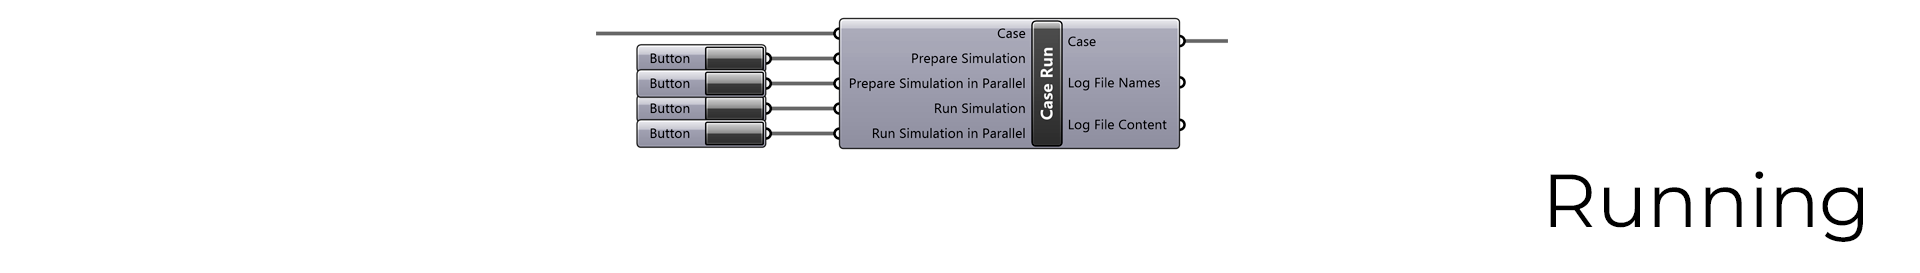 Button
Button
Button
Button
Case
Prepare Simulation
Prepare Simulation in Parallel
Run Simulation
Run Simulation in Parallel
Case Run
Case
Log File Names
Log File Content
Running